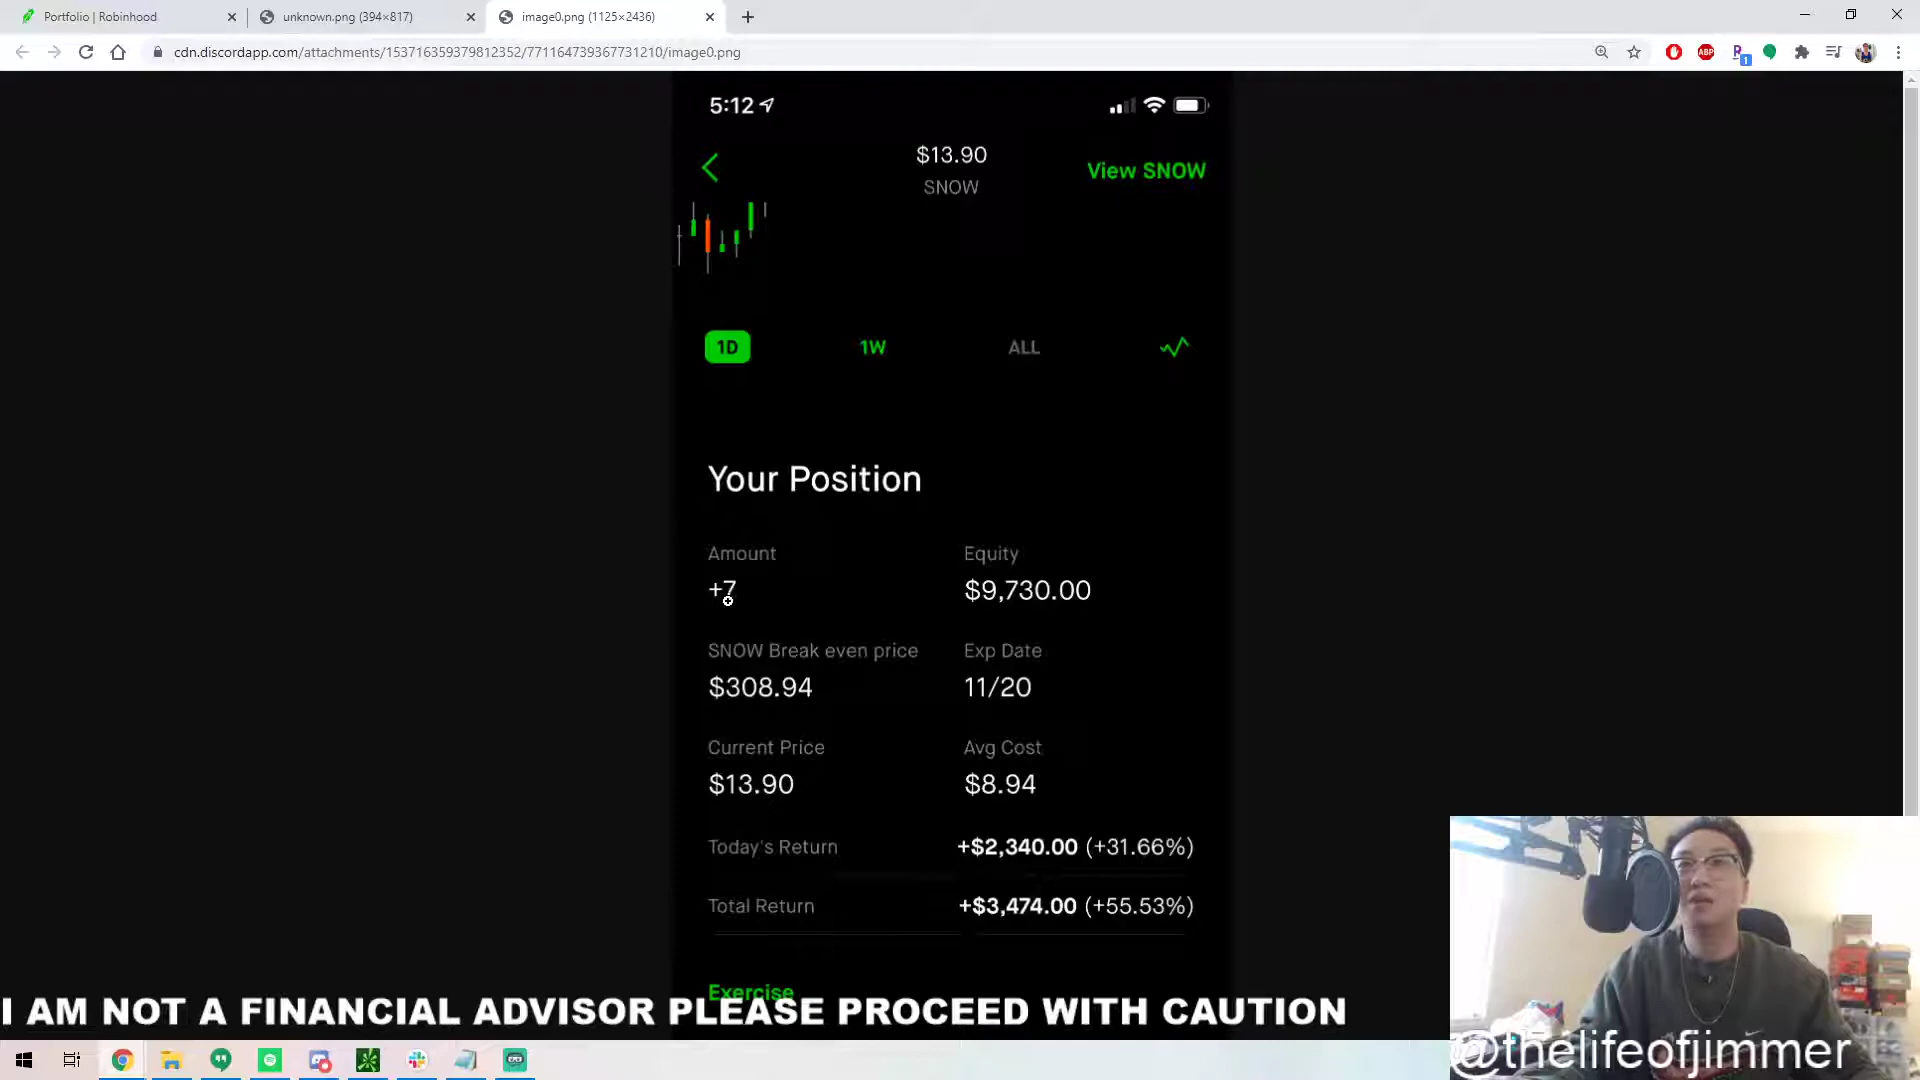 Portfolio | Robinhood
unknown.png (394×817)
image0.png (1125×2436)
cdn.discordapp.com/attachments/153716359379812352/771164739367731210/image0.png
ABP
1
5:12
$13.90
SNOW
View SNOW
1D 1W ALL
Your Position
Amount Equity
+7 $9,730.00
SNOW Break even price Exp Date
$308.94 11/20
Current Price Avg Cost
$13.90 $8.94
Today's Return +$2,340.00 (+31.66%)
Total Return +$3,474.00 (+55.53%)
Exercise
I AM NOT A FINANCIAL ADVISOR PLEASE PROCEED WITH CAUTION
@thelifeofjimmer